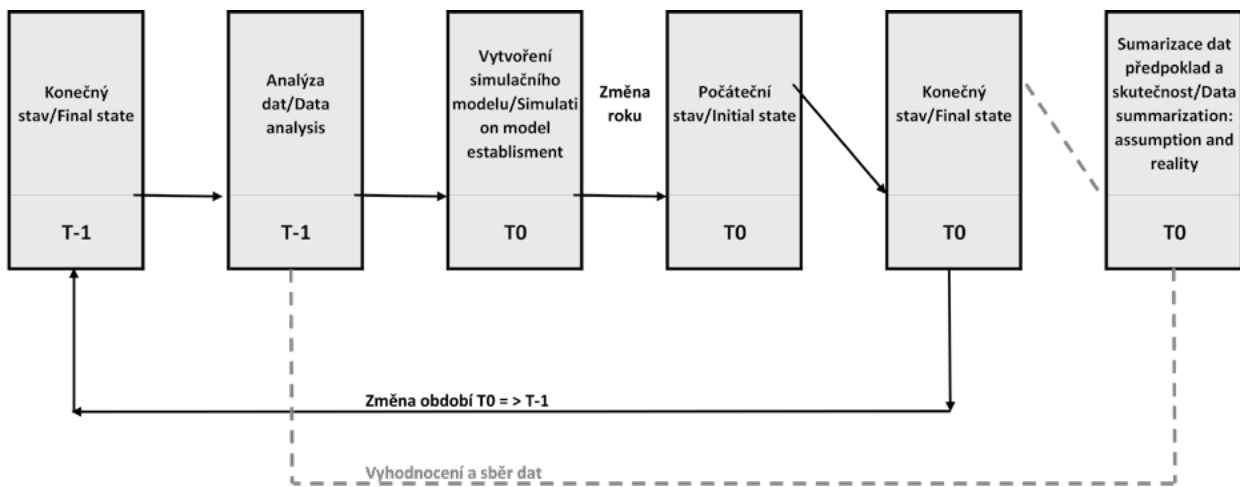 Konečný
stav/Final state
T-1
Analýza
dat/Data
analysis
T-1
Vytvoření
simulačního
modelu/Simulati
on model
establisment
T0
Změna
roku
Počáteční
stav/Initial state
T0
Konečný
stav/Final state
T0
Sumarizace dat
předpoklad a
skutečnost/Data
summarization:
assumption and
reality
T0
Změna období T0 = > T-1
Vyhodnocení a sběr dat